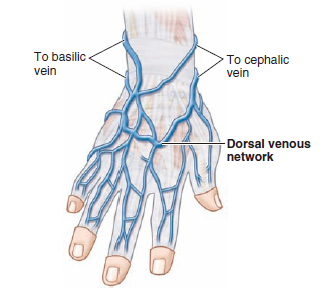 To basilic
vein
To cephalic
vein
Dorsal venous
network